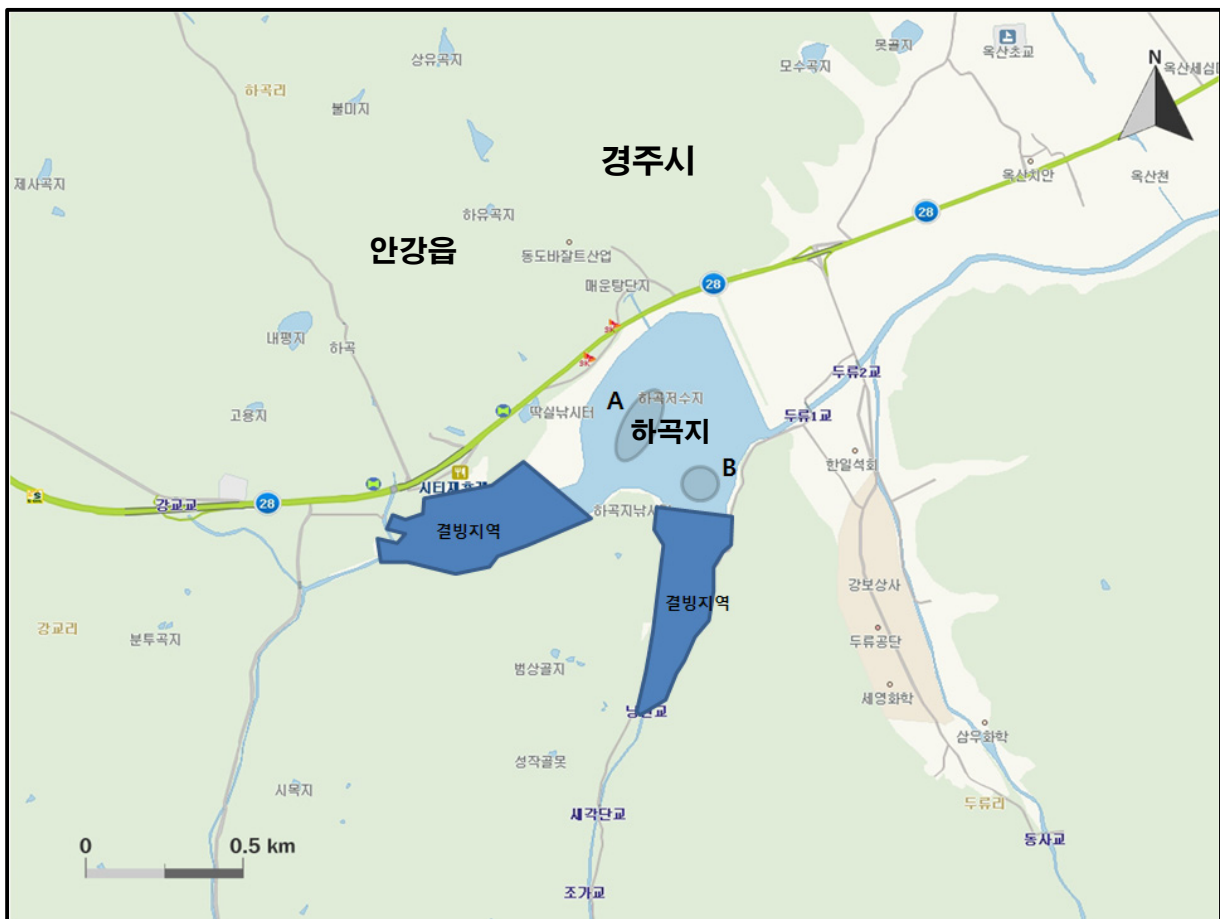 못골지
상유곡지
모수곡지
옥산초교
N
하곡리
불미지
경주시
제사곡지
옥산치안
옥산천
하유곡지
28
안강읍
동도바잘트산업
매운탕단지
28
내평지
하곡
두류2교
A
하곡저수지
고용지
딱실낚시터
하곡지
두류1교
B
한일석회
강교교
28
하곡지낚시터
결빙지역
강보상사
결빙지역
강교리
분투곡지
두류공단
범상골지
세영화학
삼우화학
성작골못
시목지
새각단교
두류리
0
0.5 km
동사교
조가교